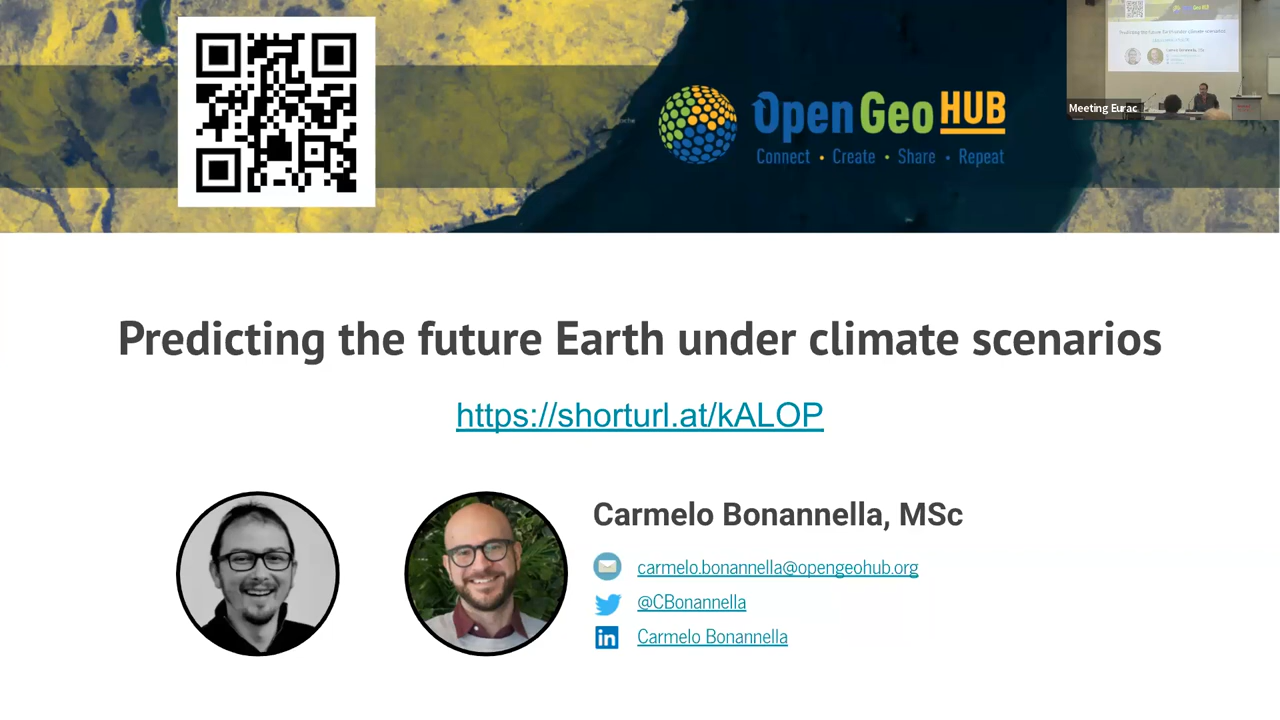 OpenGeoHUB
Connect • Create • Share • Repeat
Meeting Eurac
Predicting the future Earth under climate scenarios
https://shorturl.at/kALOP
Carmelo Bonannella, MSc
carmelo.bonannella@opengeohub.org
@CBonannella
in Carmelo Bonannella